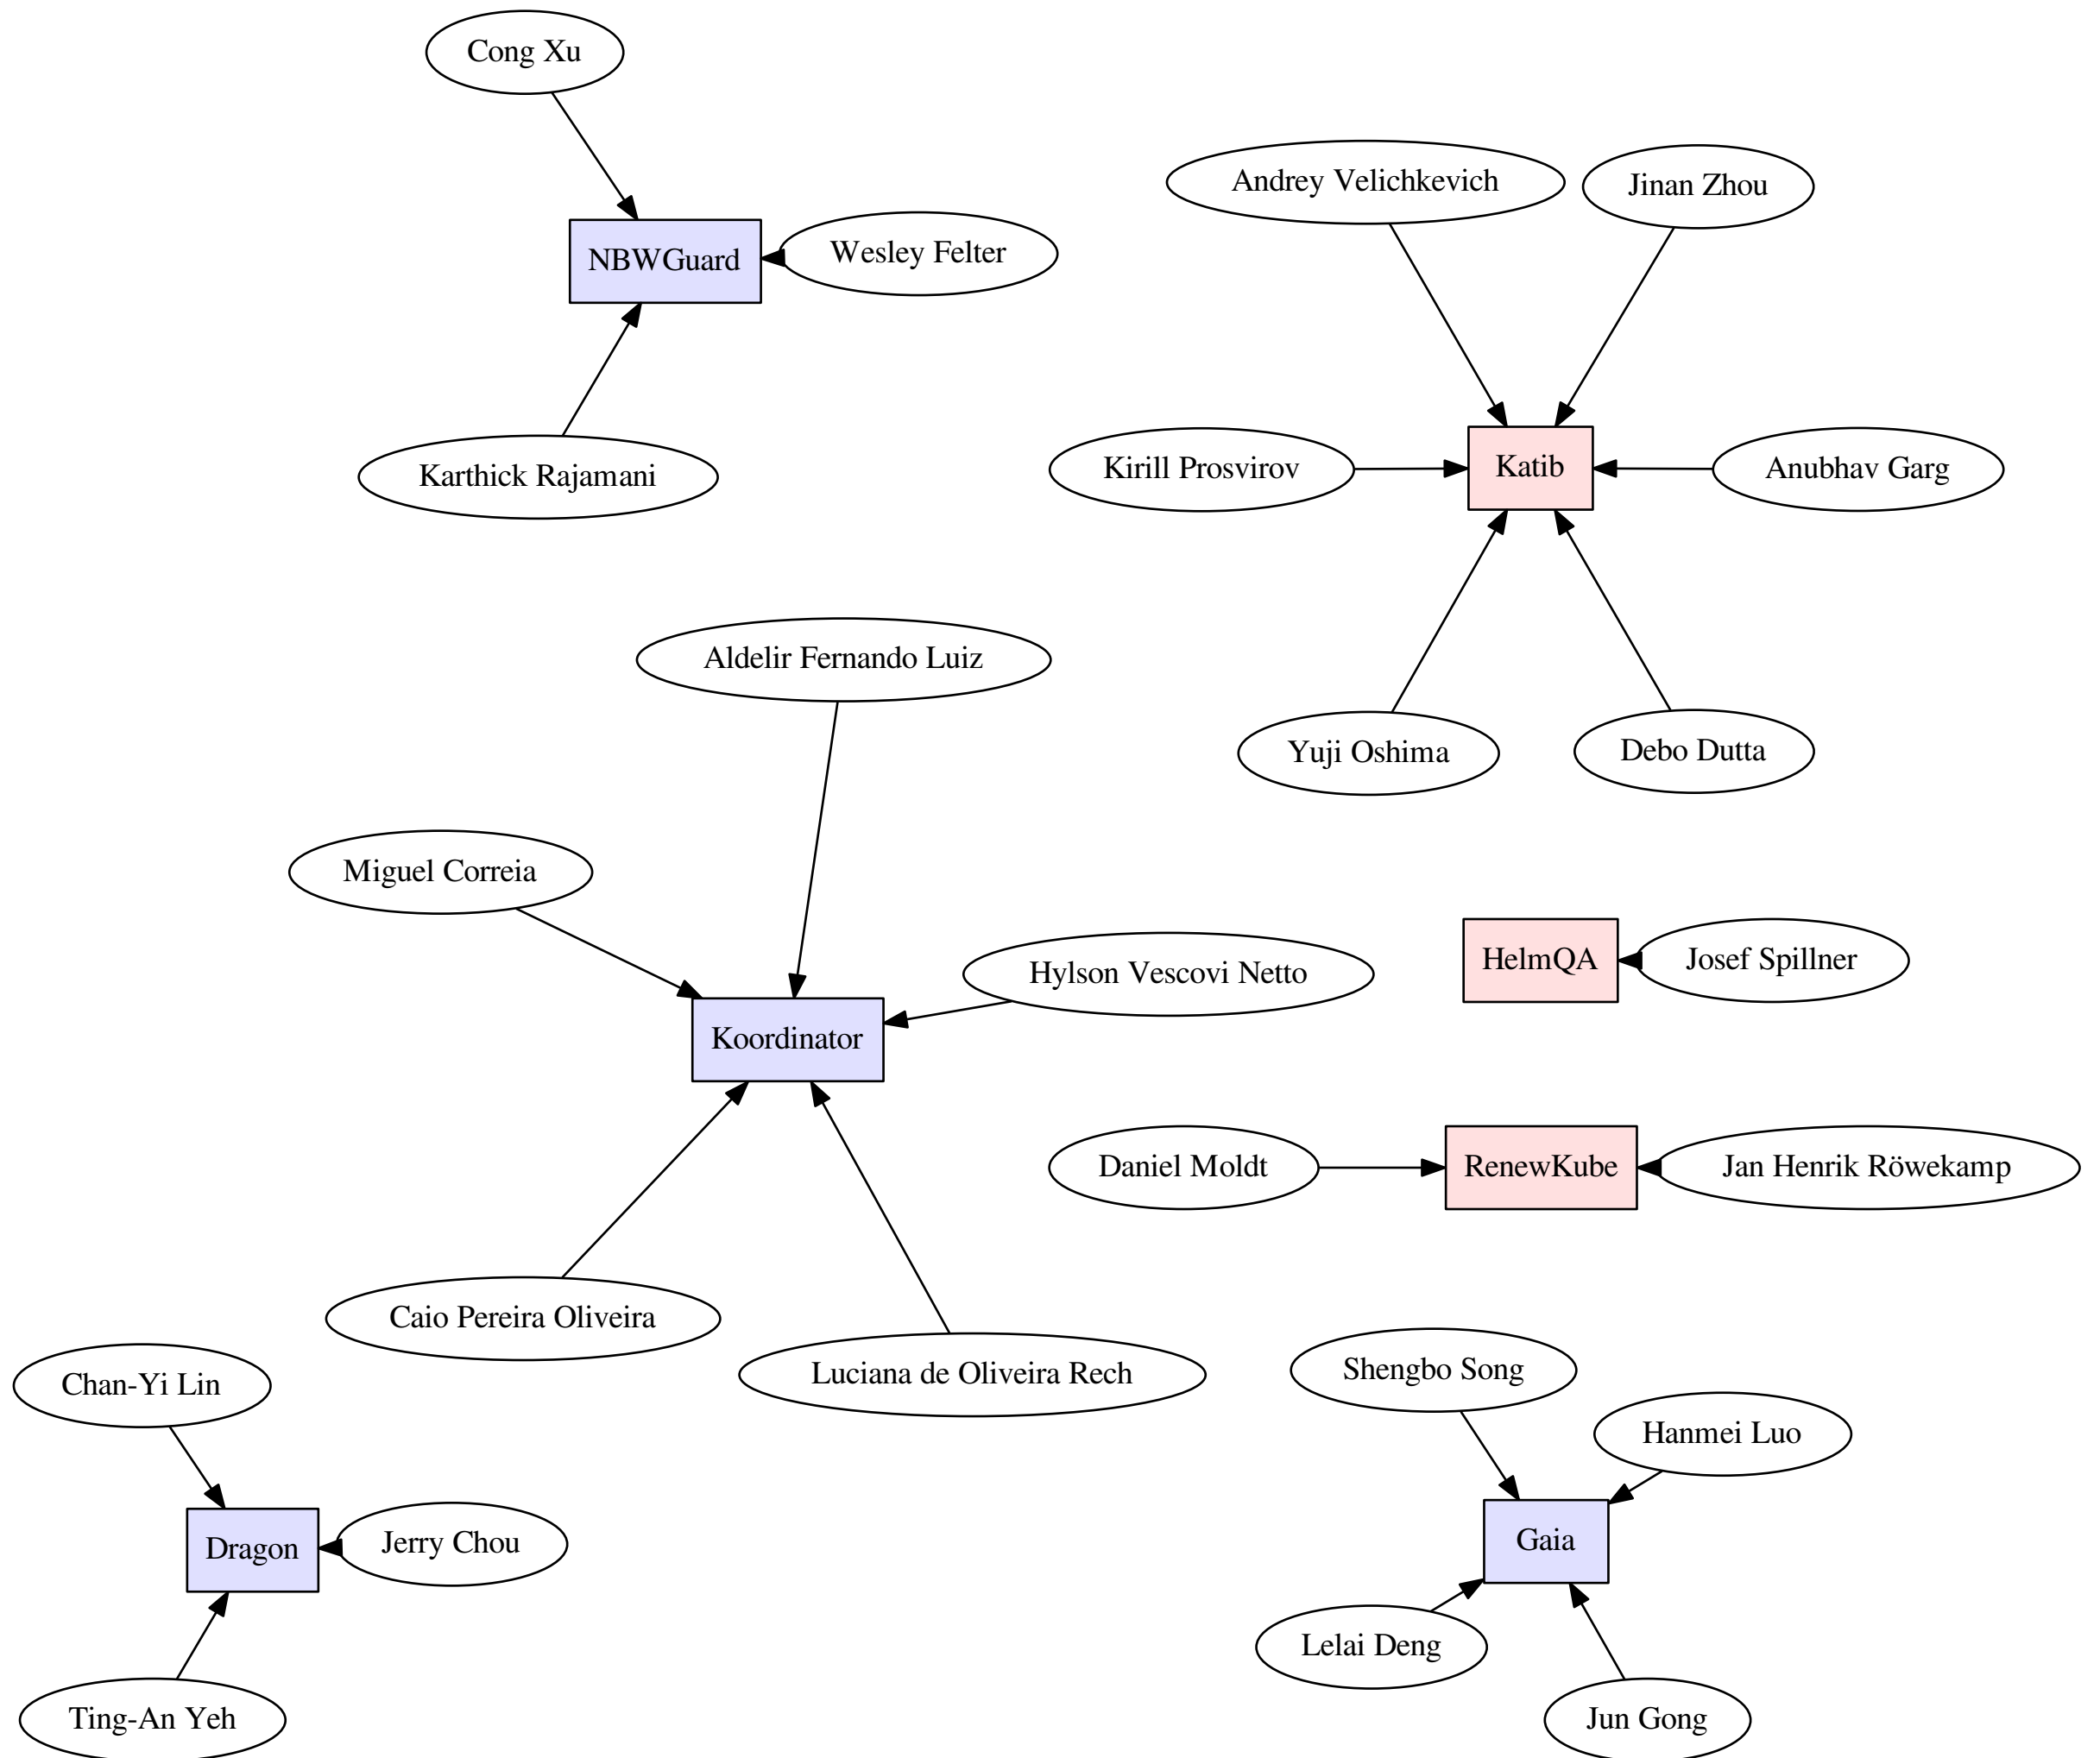 Cong Xu
Andrey Velichkevich
Jinan Zhou
NBWGuard
Wesley Felter
Karthick Rajamani
Kirill Prosvirov
Katib
Anubhav Garg
Aldelir Fernando Luiz
Yuji Oshima
Debo Dutta
Miguel Correia
Hylson Vescovi Netto
HelmQA
Josef Spillner
Koordinator
Daniel Moldt
RenewKube
Jan Henrik Röwekamp
Caio Pereira Oliveira
Luciana de Oliveira Rech
Chan-Yi Lin
Shengbo Song
Hanmei Luo
Dragon
Jerry Chou
Gaia
Lelai Deng
Ting-An Yeh
Jun Gong